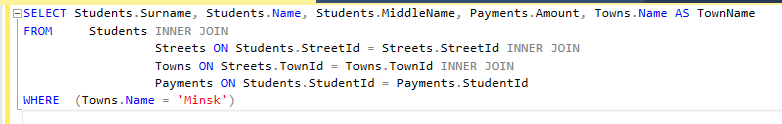 SELECT Students.Surname, Students.Name, Students.MiddleName, Payments.Amount, Towns.Name AS TownName
FROM Students INNER JOIN
Streets ON Students.StreetId = Streets.StreetId INNER JOIN
Towns ON Streets.TownId = Towns.TownId INNER JOIN
Payments ON Students.StudentId = Payments.StudentId
WHERE (Towns.Name = 'Minsk')